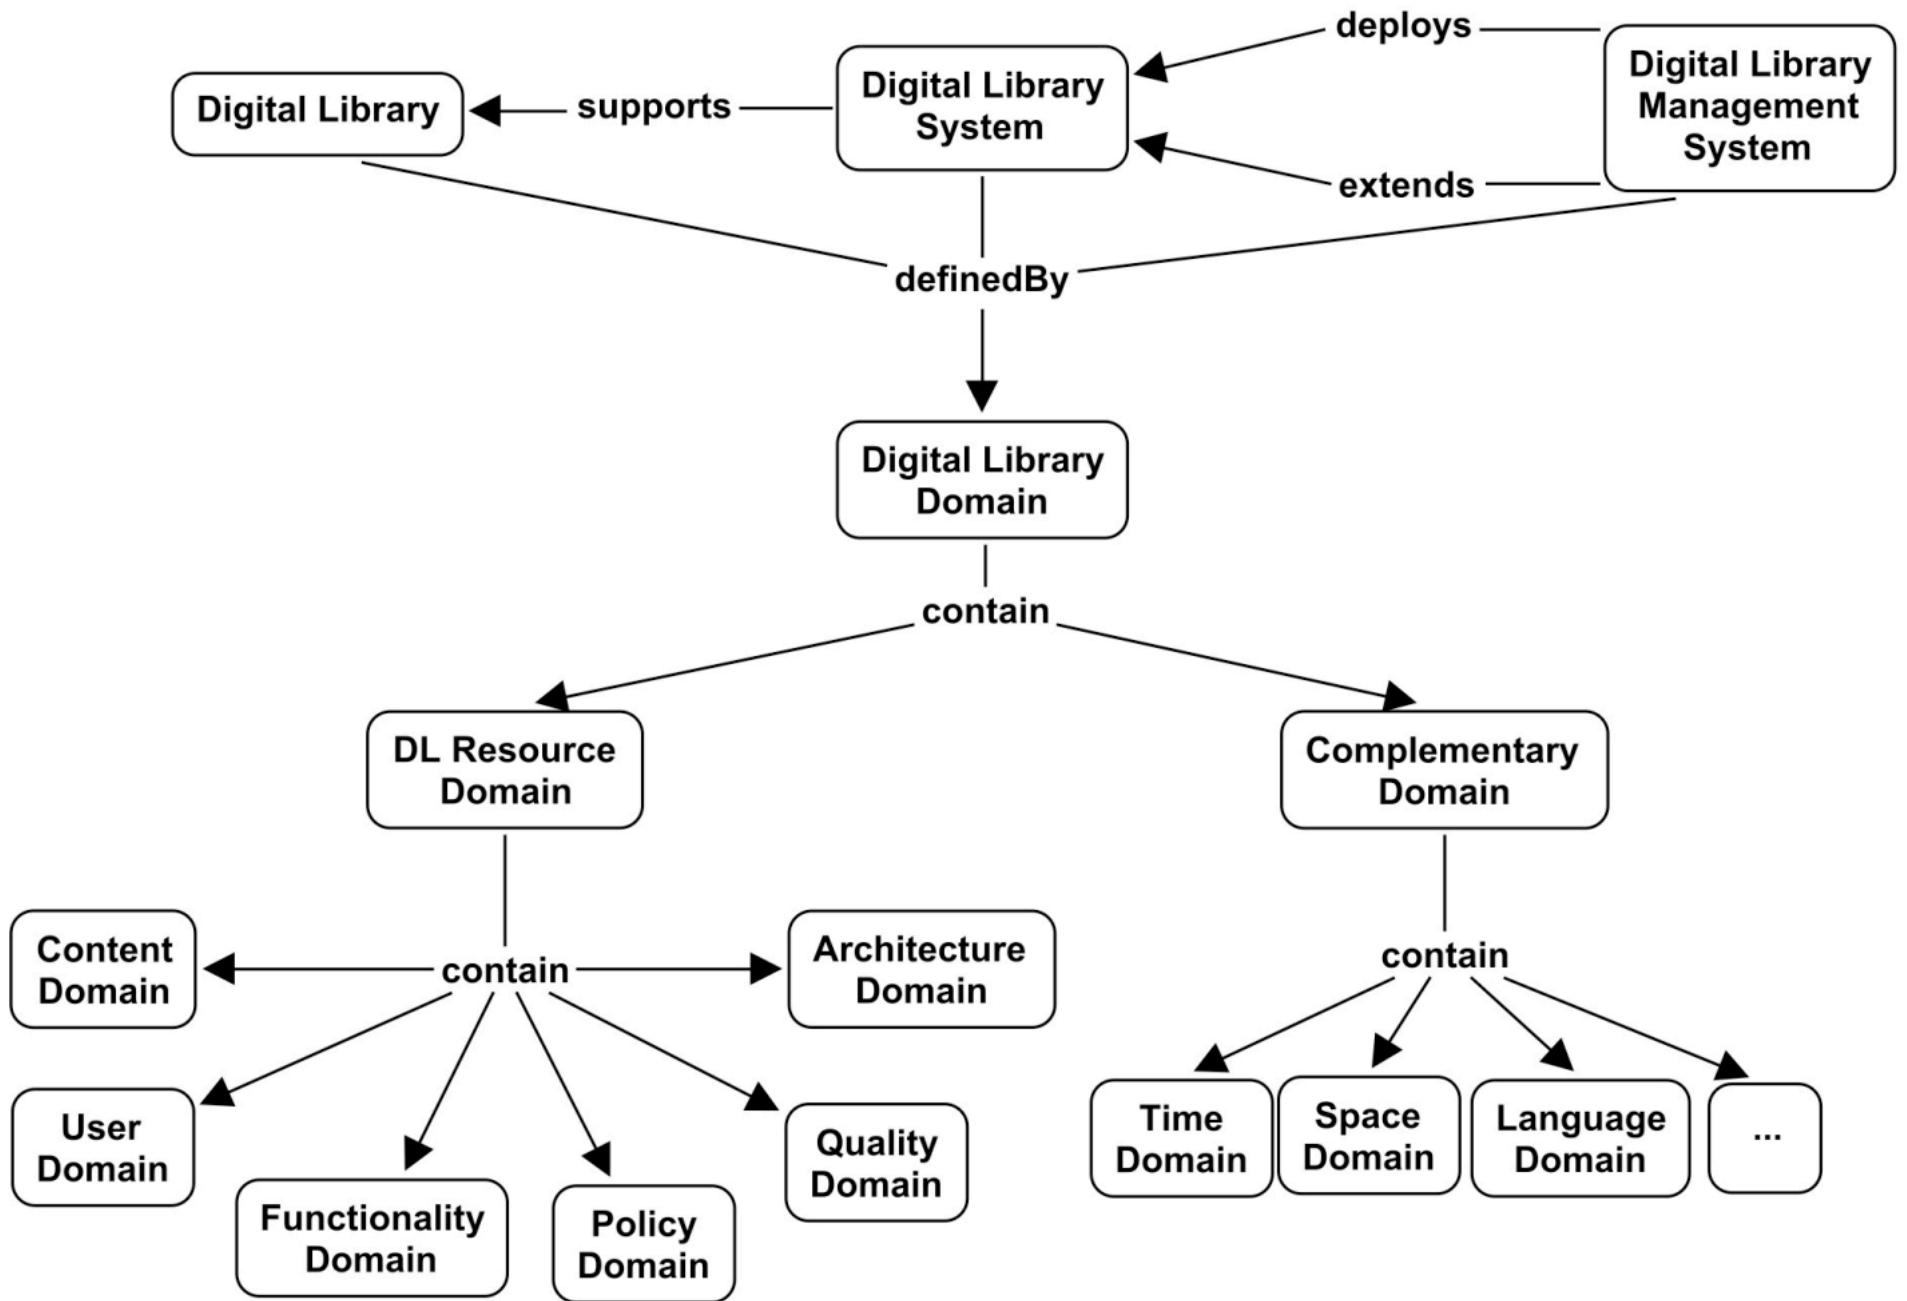 deploys
Digital Library
Management
System
Digital Library
System
Digital Library
supports
extends
definedBy
Digital Library
Domain
contain
DL Resource
Domain
Complementary
Domain
Content
Domain
contain
Architecture
Domain
contain
User
Domain
Functionality
Domain
Policy
Domain
Quality
Domain
Time
Domain
Space
Domain
Language
Domain
...